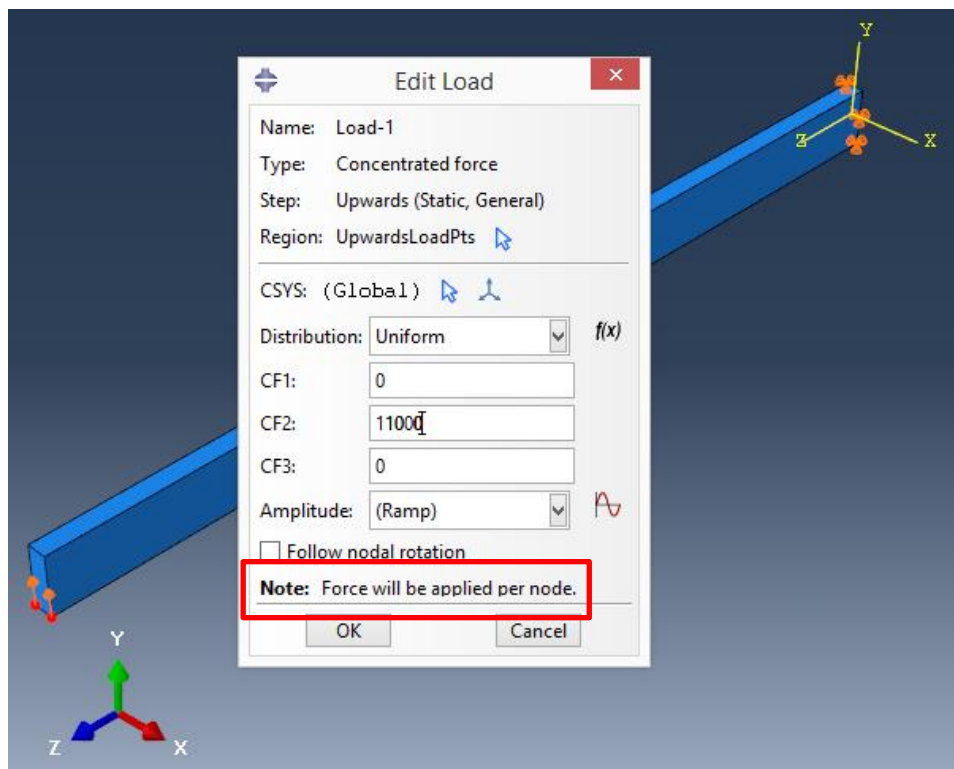 Edit Load
Name: Load-1
Type: Concentrated force
Step: Upwards (Static, General)
Region: UpwardsLoadPts
CSYS: (Global)
Distribution: Uniform f(x)
CF1: 0
CF2: 11000
CF3: 0
Amplitude: (Ramp)
Follow nodal rotation
Note: Force will be applied per node.
OK Cancel
Y
Z X
Y
Z X